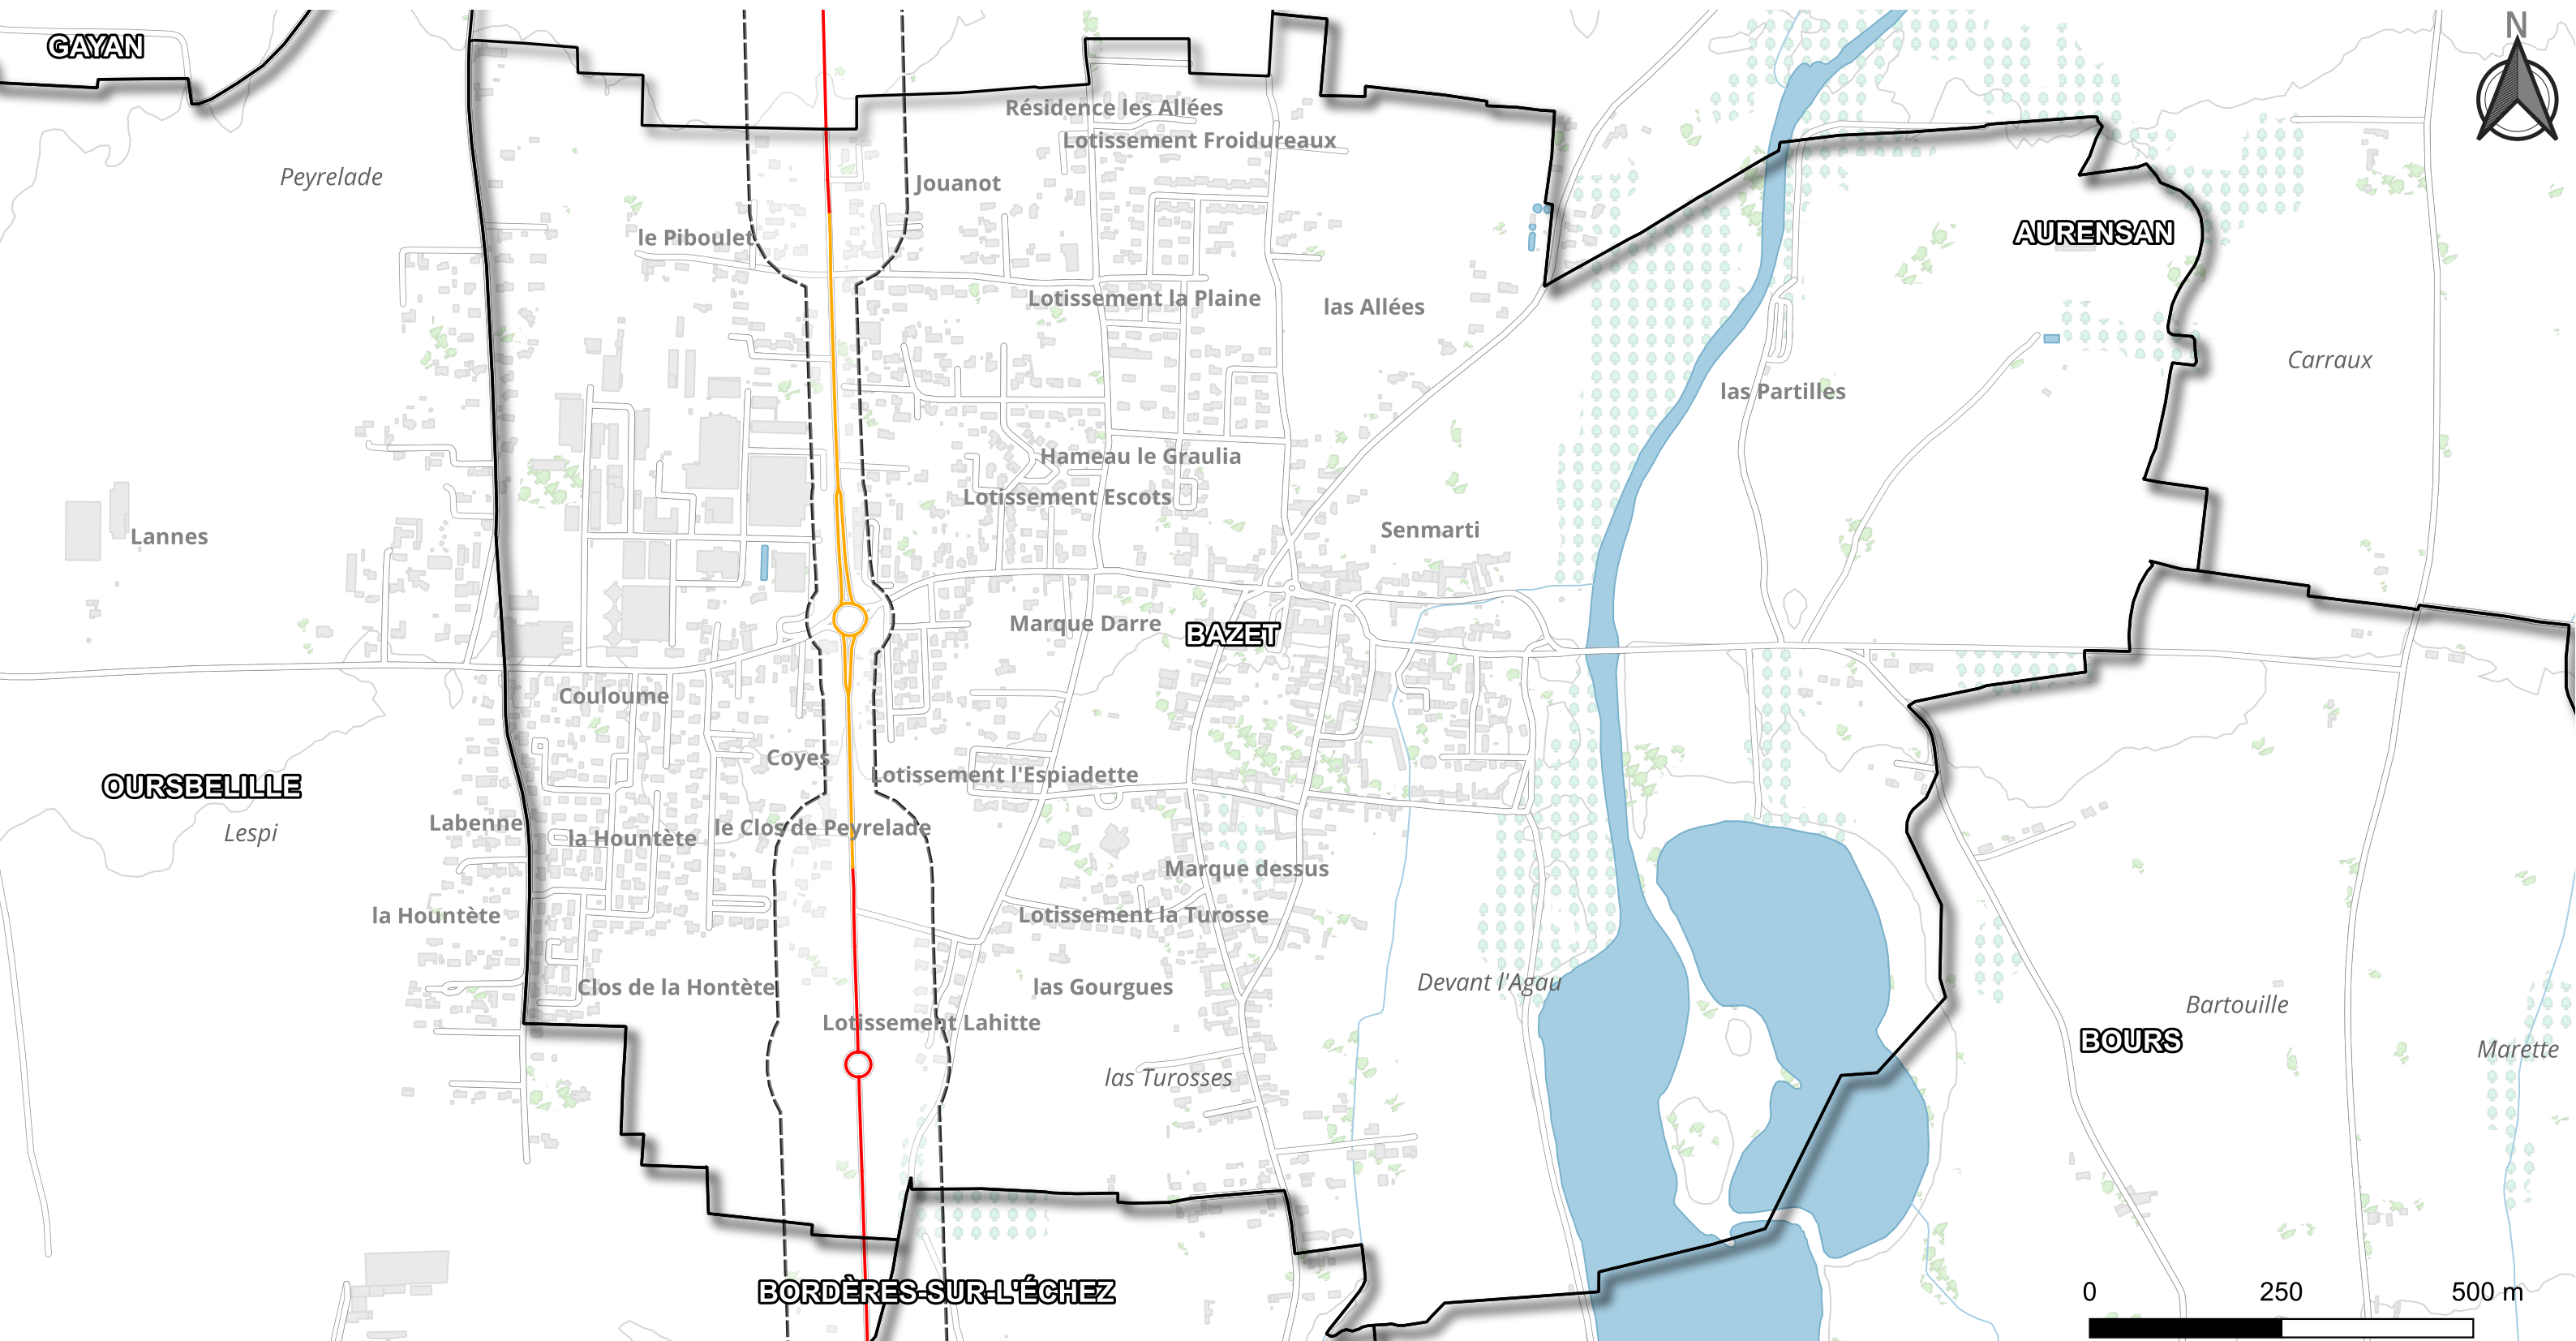 GAYAN
N
Résidence les Allées
Lotissement Froidureaux
Peyrelade
Jouanot
le Piboulet
AURENSAN
Lotissement la Plaine
las Allées
Carraux
las Partilles
Hameau le Graulia
Lotissement Escots
Senmarti
Lannes
Marque Darre
BAZET
Couloume
Coyes
Lotissement l'Espiadette
OURSBELILLE
Lespi
Labenne
la Hountète
le Clos de Peyrelade
Marque dessus
la Hountète
Lotissement la Turosse
Devant l'Agau
Clos de la Hontète
las Gourgues
Bartouille
Lotissement Lahitte
BOURS
Marette
las Turosses
BORDÈRES-SUR-L'ÉCHEZ
0 250 500 m